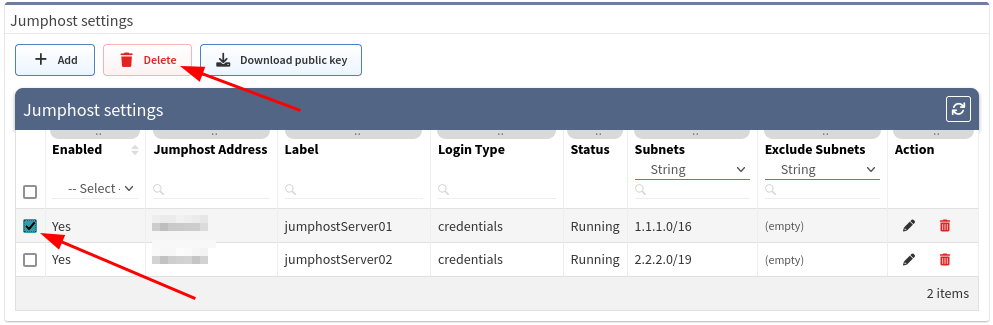 Jumphost settings
Add Delete Download public key
Jumphost settings
Enabled Jumphost Address Label Login Type Status Subnets Exclude Subnets Action
String String
-- Select -
Yes jumphostServer01 credentials Running 1.1.1.0/16 (empty)
Yes jumphostServer02 credentials Running 2.2.2.0/19 (empty)
2 items